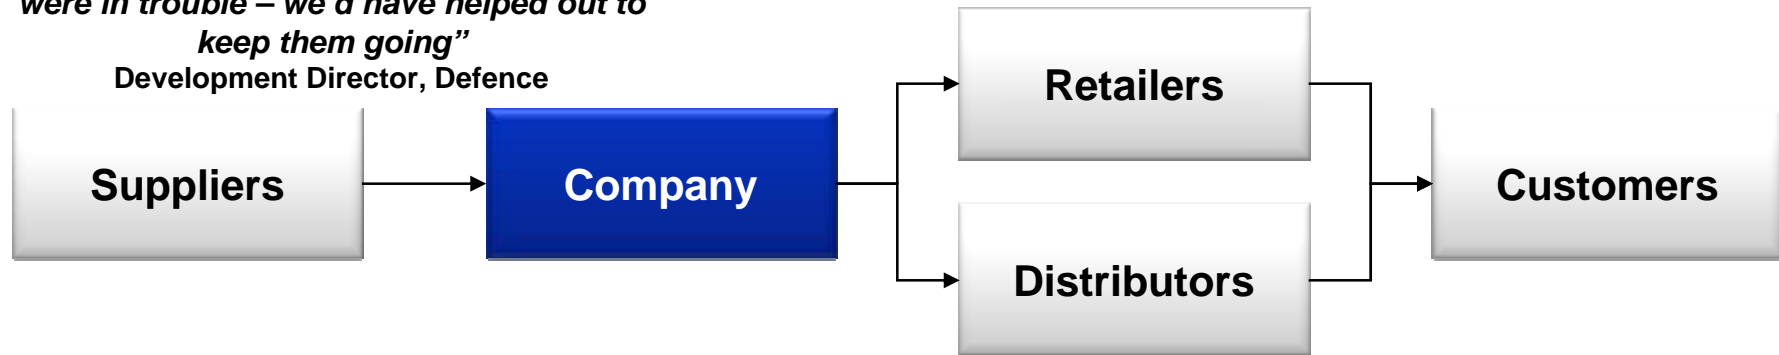 were in trouble – we'd have helped out to
keep them going”
Development Director, Defence
Retailers
Suppliers
Company
Customers
Distributors